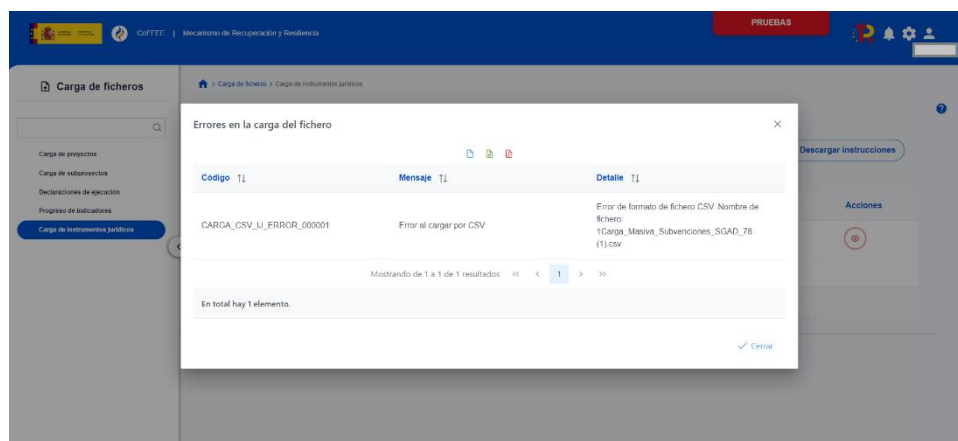 CoFFEE | Mecanismo de Recuperación y Resiliencia
PRUEBAS
Carga de ficheros
> Carga de ficheros > Carga de instrumentos jurídicos
Carga de proyectos
Carga de subproyectos
Declaraciones de ejecución
Progreso de indicadores
Carga de instrumentos jurídicos
Descargar instrucciones
Acciones
Errores en la carga del fichero
Código Mensaje Detalle
CARGA_CSV_IJ_ERROR_000001 Error al cargar por CSV Error de formato de fichero CSV. Nombre de
fichero:
1Carga_Masiva_Subvenciones_SGAD_78
(1).csv
Mostrando de 1 a 1 de 1 resultados << < 1 > >>
En total hay 1 elemento.
Cerrar